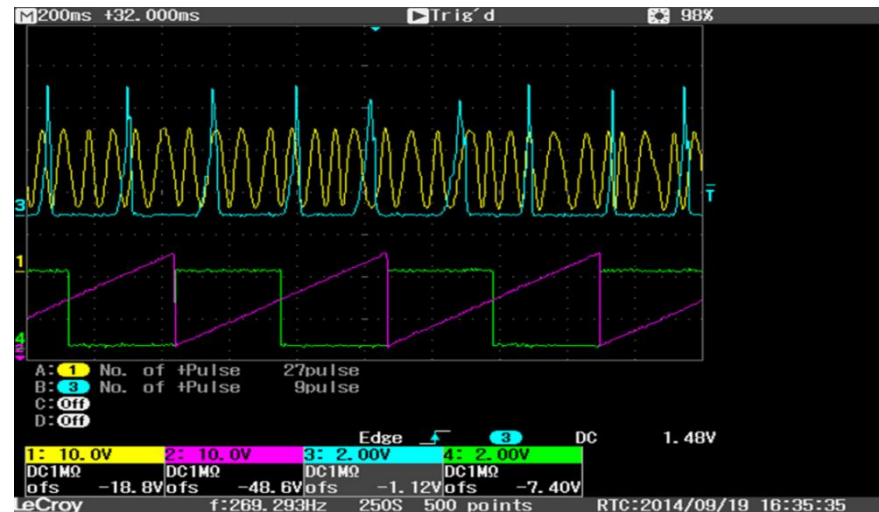 M 200ms +32.000ms Trig'd 98%
3
T
1
4
2
A: 1 No. of +Pulse 27pulse
B: 3 No. of +Pulse 9pulse
C: Off
D: Off
Edge 3 DC 1.48V
1: 10.0V 2: 10.0V 3: 2.00V 4: 2.00V
DC1MΩ DC1MΩ DC1MΩ DC1MΩ
ofs -18.8V ofs -48.6V ofs -1.12V ofs -7.40V
LeCroy f:269.293Hz 250S 500 points RTC:2014/09/19 16:35:35